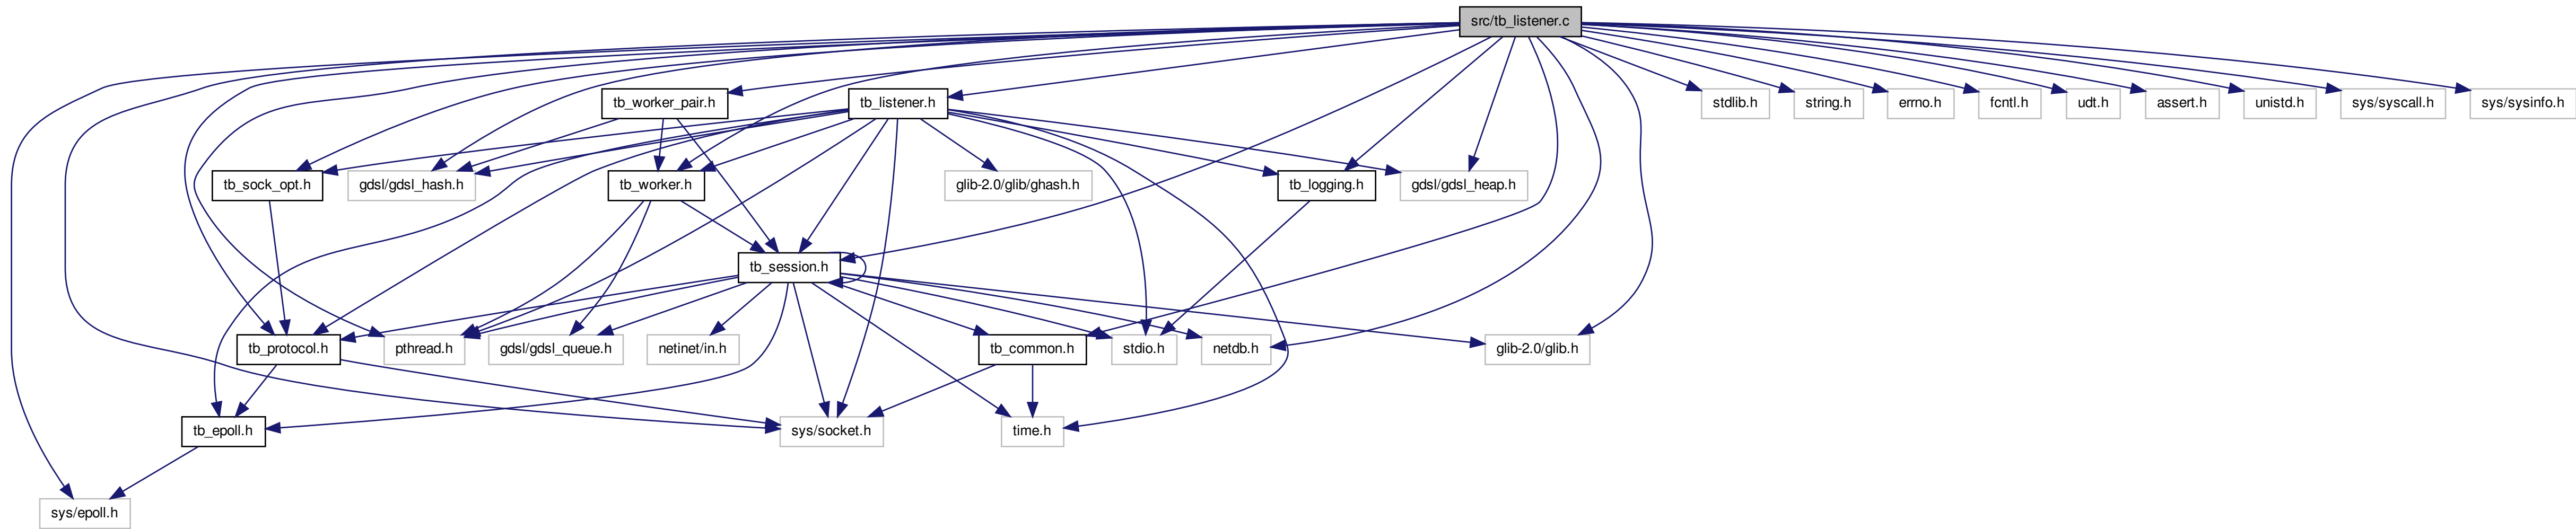 src/tb_listener.c
tb_worker_pair.h
tb_listener.h
stdlib.h
string.h
errno.h
fcntl.h
udt.h
assert.h
unistd.h
sys/syscall.h
sys/sysinfo.h
tb_sock_opt.h
gdsl/gdsl_hash.h
tb_worker.h
glib-2.0/glib/ghash.h
tb_logging.h
gdsl/gdsl_heap.h
tb_session.h
tb_protocol.h
pthread.h
gdsl/gdsl_queue.h
netinet/in.h
tb_common.h
stdio.h
netdb.h
glib-2.0/glib.h
tb_epoll.h
sys/socket.h
time.h
sys/epoll.h